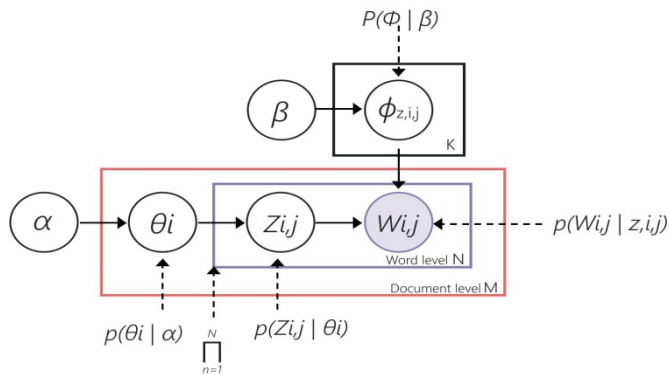 P(Φ | β)
β
ϕz,i,j
K
α
θi
Zi,j
Wi,j
p(Wi,j | z,i,j)
Word level N
Document level M
p(θi | α)
N
∏
n=1
p(Zi,j | θi)